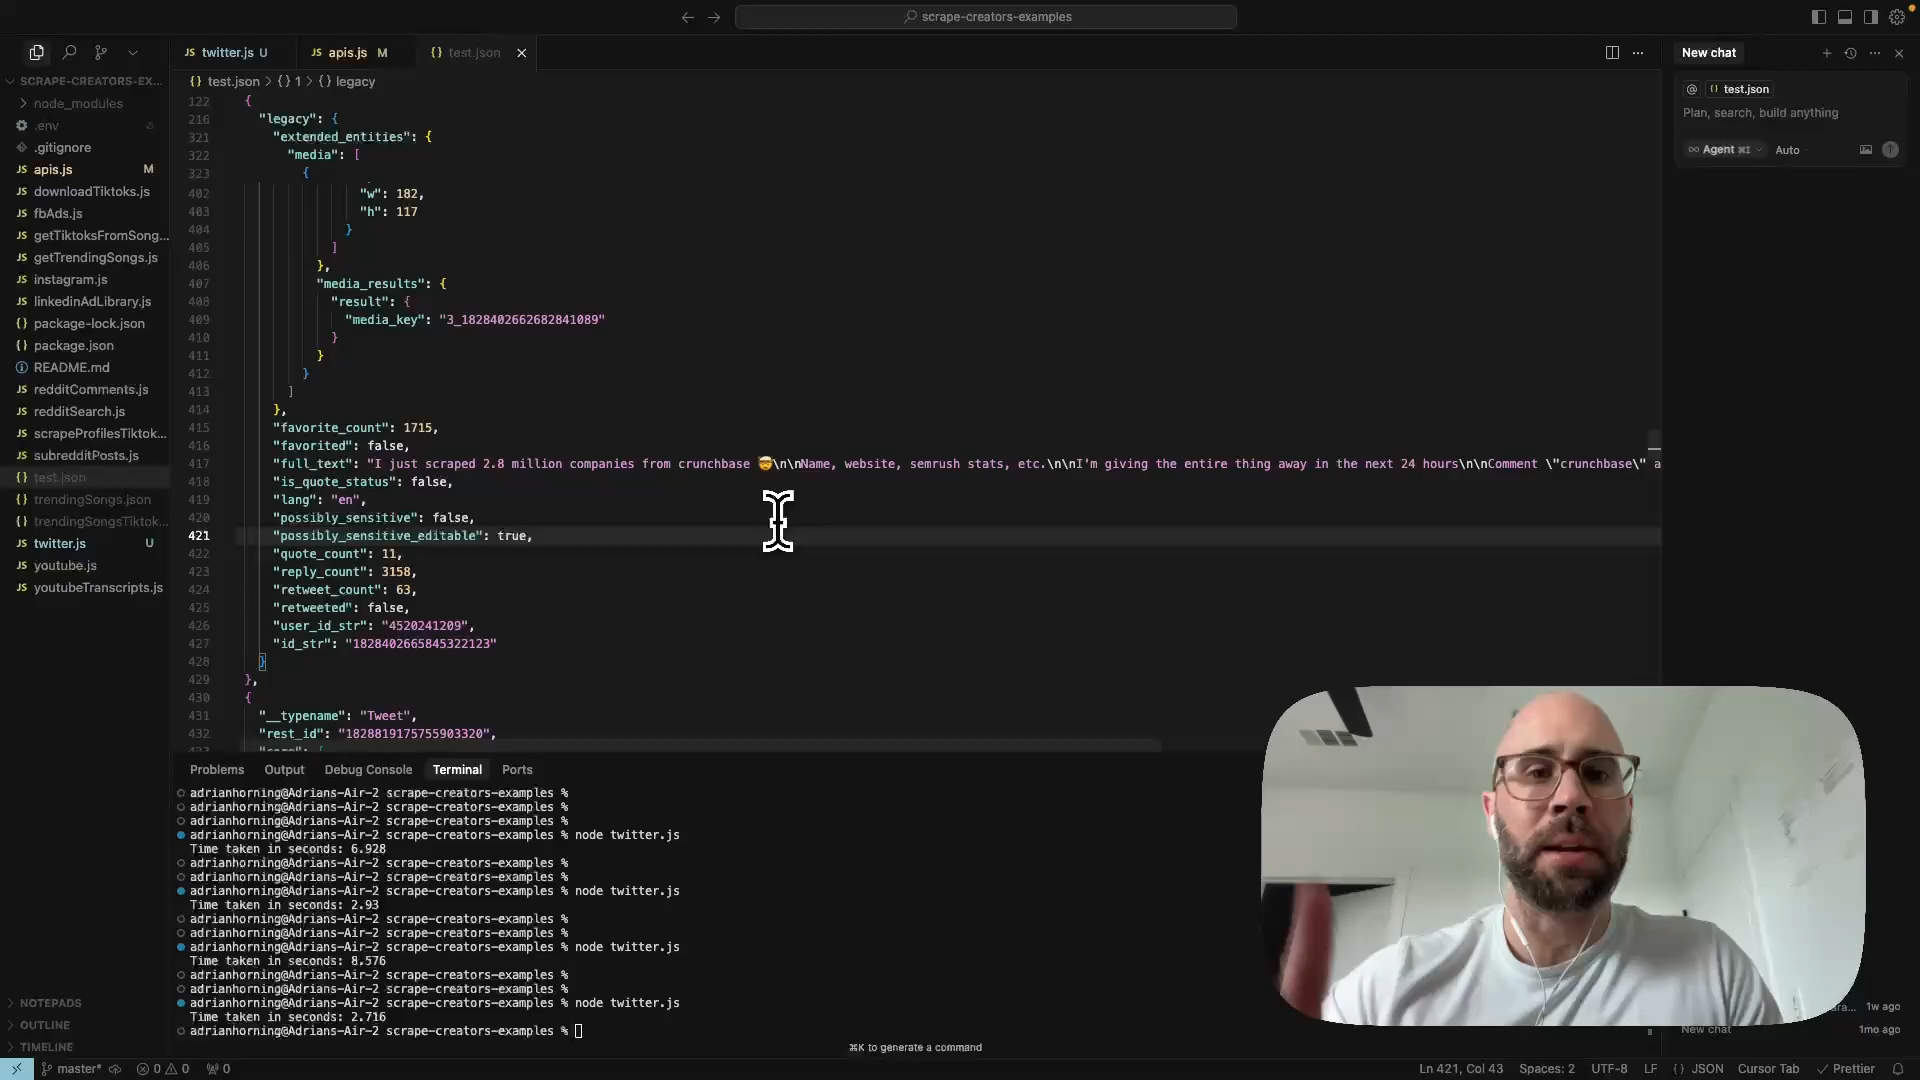 scrape-creators-examples
twitter.js U
apis.js M
test.json
New chat
SCRAPE-CREATORS-EX...
test.json > {} 1 > {} legacy
node_modules
.env
.gitignore
apis.js M
downloadTiktoks.js
fbAds.js
getTiktoksFromSong...
getTrendingSongs.js
instagram.js
linkedinAdLibrary.js
package-lock.json
package.json
README.md
redditComments.js
redditSearch.js
scrapeProfilesTiktok...
subredditPosts.js
test.json
trendingSongs.json
trendingSongsTiktok...
twitter.js U
youtube.js
youtubeTranscripts.js
NOTEPADS
OUTLINE
TIMELINE
122 {
216 "legacy": {
321 "extended_entities": {
322 "media": [
323 {
402 "w": 182,
403 "h": 117
404 }
405 ]
406 },
407 "media_results": {
408 "result": {
409 "media_key": "3_1828402662682841089"
410 }
411 }
412 }
413 ]
414 },
415 "favorite_count": 1715,
416 "favorited": false,
417 "full_text": "I just scraped 2.8 million companies from crunchbase 🤯\n\nName, website, semrush stats, etc.\n\nI'm giving the entire thing away in the next 24 hours\n\nComment \"crunchbase\" a
418 "is_quote_status": false,
419 "lang": "en",
420 "possibly_sensitive": false,
421 "possibly_sensitive_editable": true,
422 "quote_count": 11,
423 "reply_count": 3158,
424 "retweet_count": 63,
425 "retweeted": false,
426 "user_id_str": "4520241209",
427 "id_str": "1828402665845322123"
428 }
429 },
430 {
431 "__typename": "Tweet",
432 "rest_id": "1828819175755903320",
Problems Output Debug Console Terminal Ports
adrianhorning@Adrians-Air-2 scrape-creators-examples %
adrianhorning@Adrians-Air-2 scrape-creators-examples %
adrianhorning@Adrians-Air-2 scrape-creators-examples %
adrianhorning@Adrians-Air-2 scrape-creators-examples % node twitter.js
Time taken in seconds: 6.928
adrianhorning@Adrians-Air-2 scrape-creators-examples %
adrianhorning@Adrians-Air-2 scrape-creators-examples %
adrianhorning@Adrians-Air-2 scrape-creators-examples % node twitter.js
Time taken in seconds: 2.93
adrianhorning@Adrians-Air-2 scrape-creators-examples %
adrianhorning@Adrians-Air-2 scrape-creators-examples %
adrianhorning@Adrians-Air-2 scrape-creators-examples % node twitter.js
Time taken in seconds: 8.576
adrianhorning@Adrians-Air-2 scrape-creators-examples %
adrianhorning@Adrians-Air-2 scrape-creators-examples %
adrianhorning@Adrians-Air-2 scrape-creators-examples % node twitter.js
Time taken in seconds: 2.716
adrianhorning@Adrians-Air-2 scrape-creators-examples %
⌘K to generate a command
@ {} test.json
Plan, search, build anything
∞ Agent ⌘I Auto
1w ago
New chat 1mo ago
master* 0 0 0
Ln 421, Col 43 Spaces: 2 UTF-8 LF {} JSON Cursor Tab Prettier